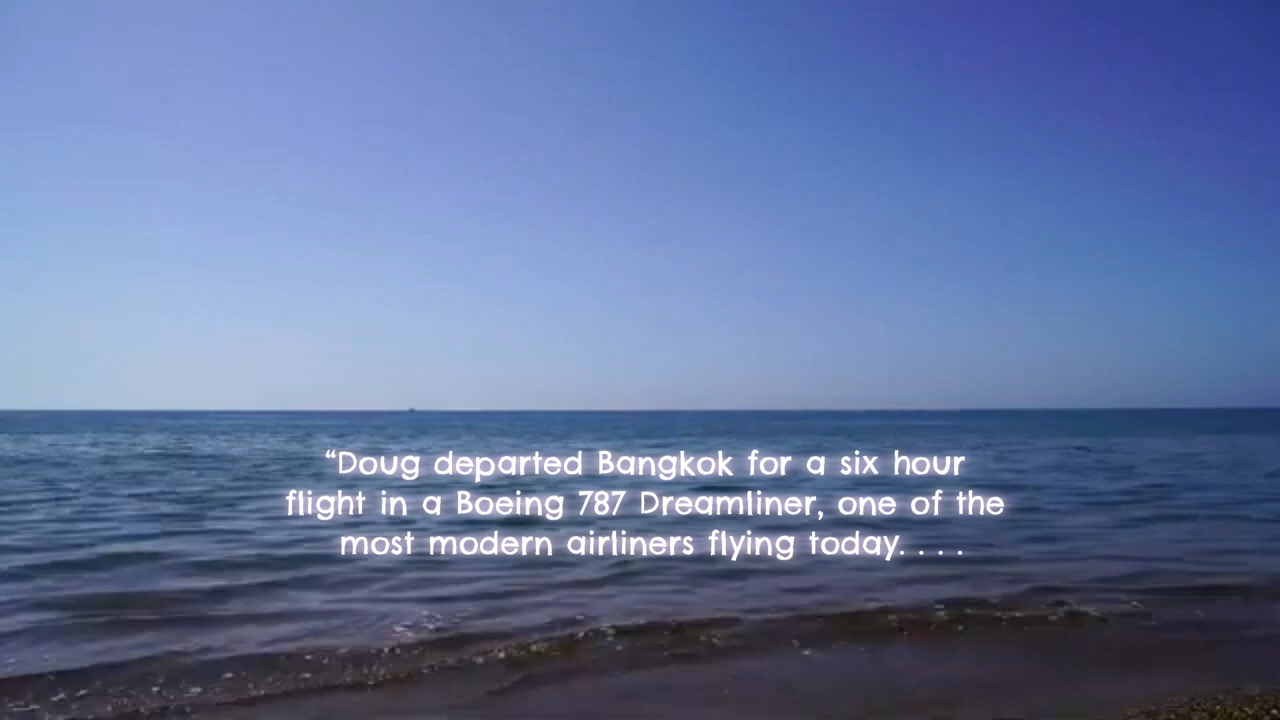 “Doug departed Bangkok for a six hour
flight in a Boeing 787 Dreamliner, one of the
most modern airliners flying today. . . .